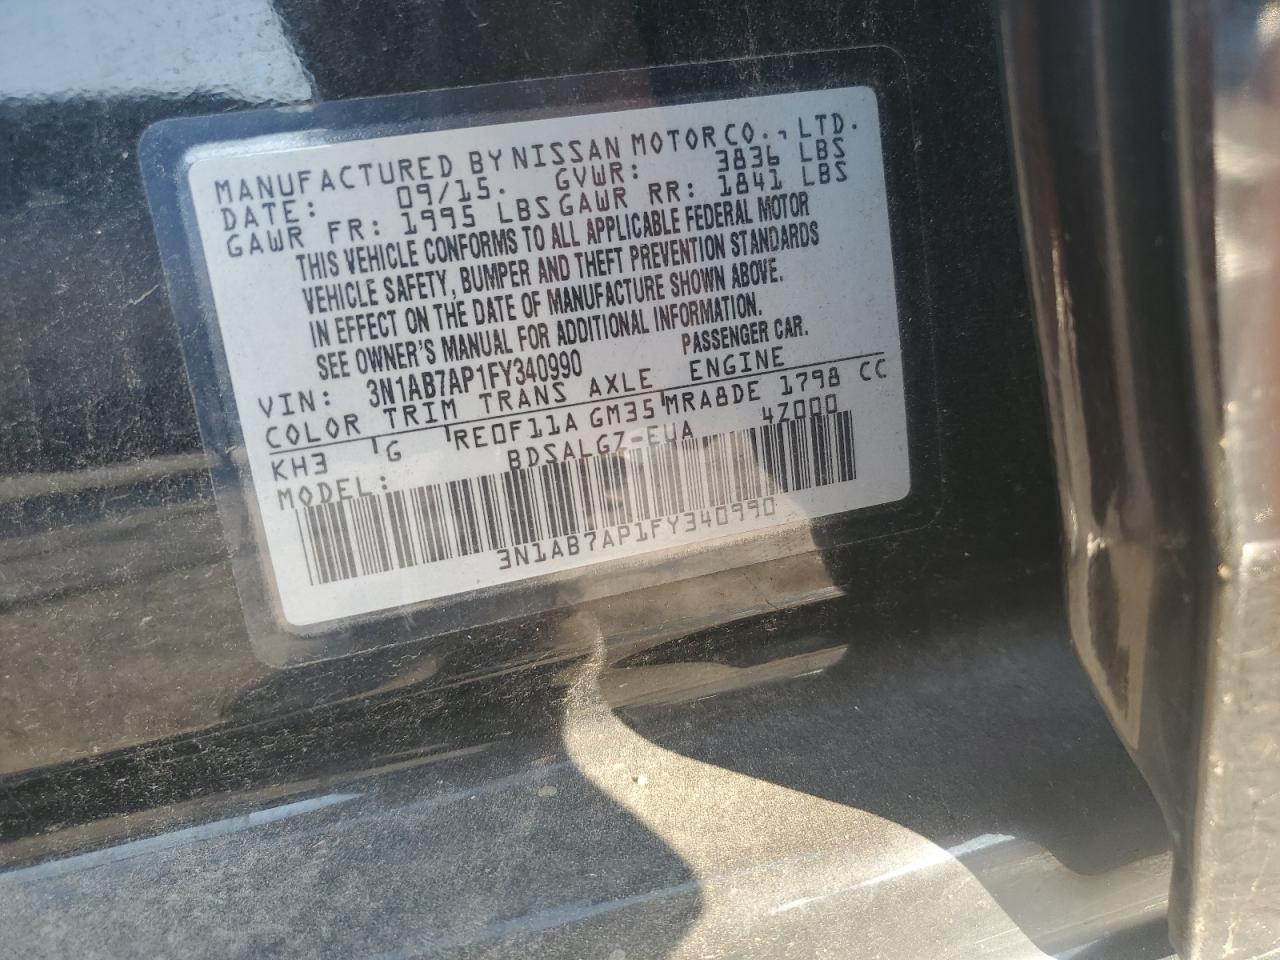 MANUFACTURED BY NISSAN MOTOR CO., LTD.
DATE: 09/15. GVWR: 3836 LBS
GAWR FR: 1995 LBS GAWR RR: 1841 LBS
THIS VEHICLE CONFORMS TO ALL APPLICABLE FEDERAL MOTOR
VEHICLE SAFETY, BUMPER AND THEFT PREVENTION STANDARDS
IN EFFECT ON THE DATE OF MANUFACTURE SHOWN ABOVE.
SEE OWNER'S MANUAL FOR ADDITIONAL INFORMATION.
VIN: 3N1AB7AP1FY340990 PASSENGER CAR.
COLOR TRIM TRANS AXLE ENGINE
KH3 G RE0F11A GM35 MRA8DE 1798 CC
MODEL: BDSALGZ-EUA 4Z000
3N1AB7AP1FY340990